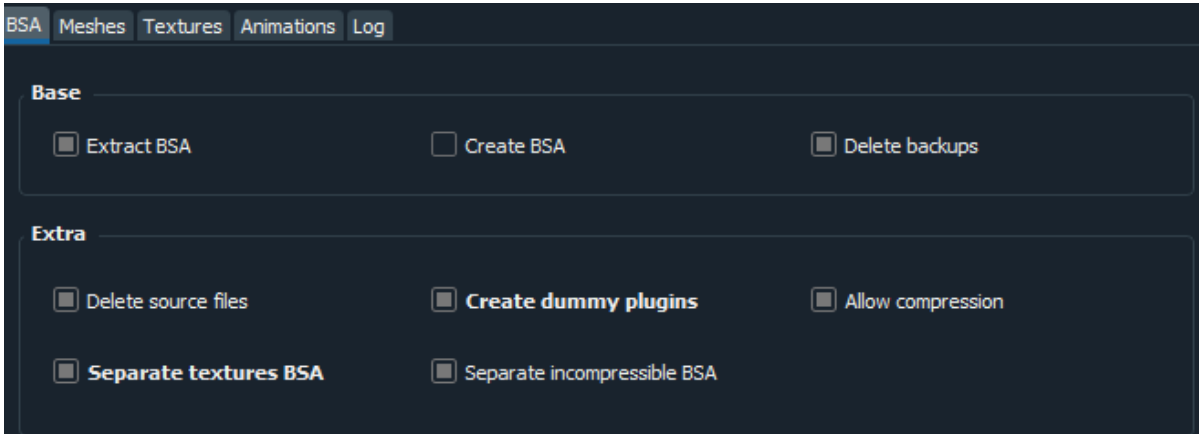 BSA Meshes Textures Animations Log
Base
Extract BSA Create BSA Delete backups
Extra
Delete source files Create dummy plugins Allow compression
Separate textures BSA Separate incompressible BSA